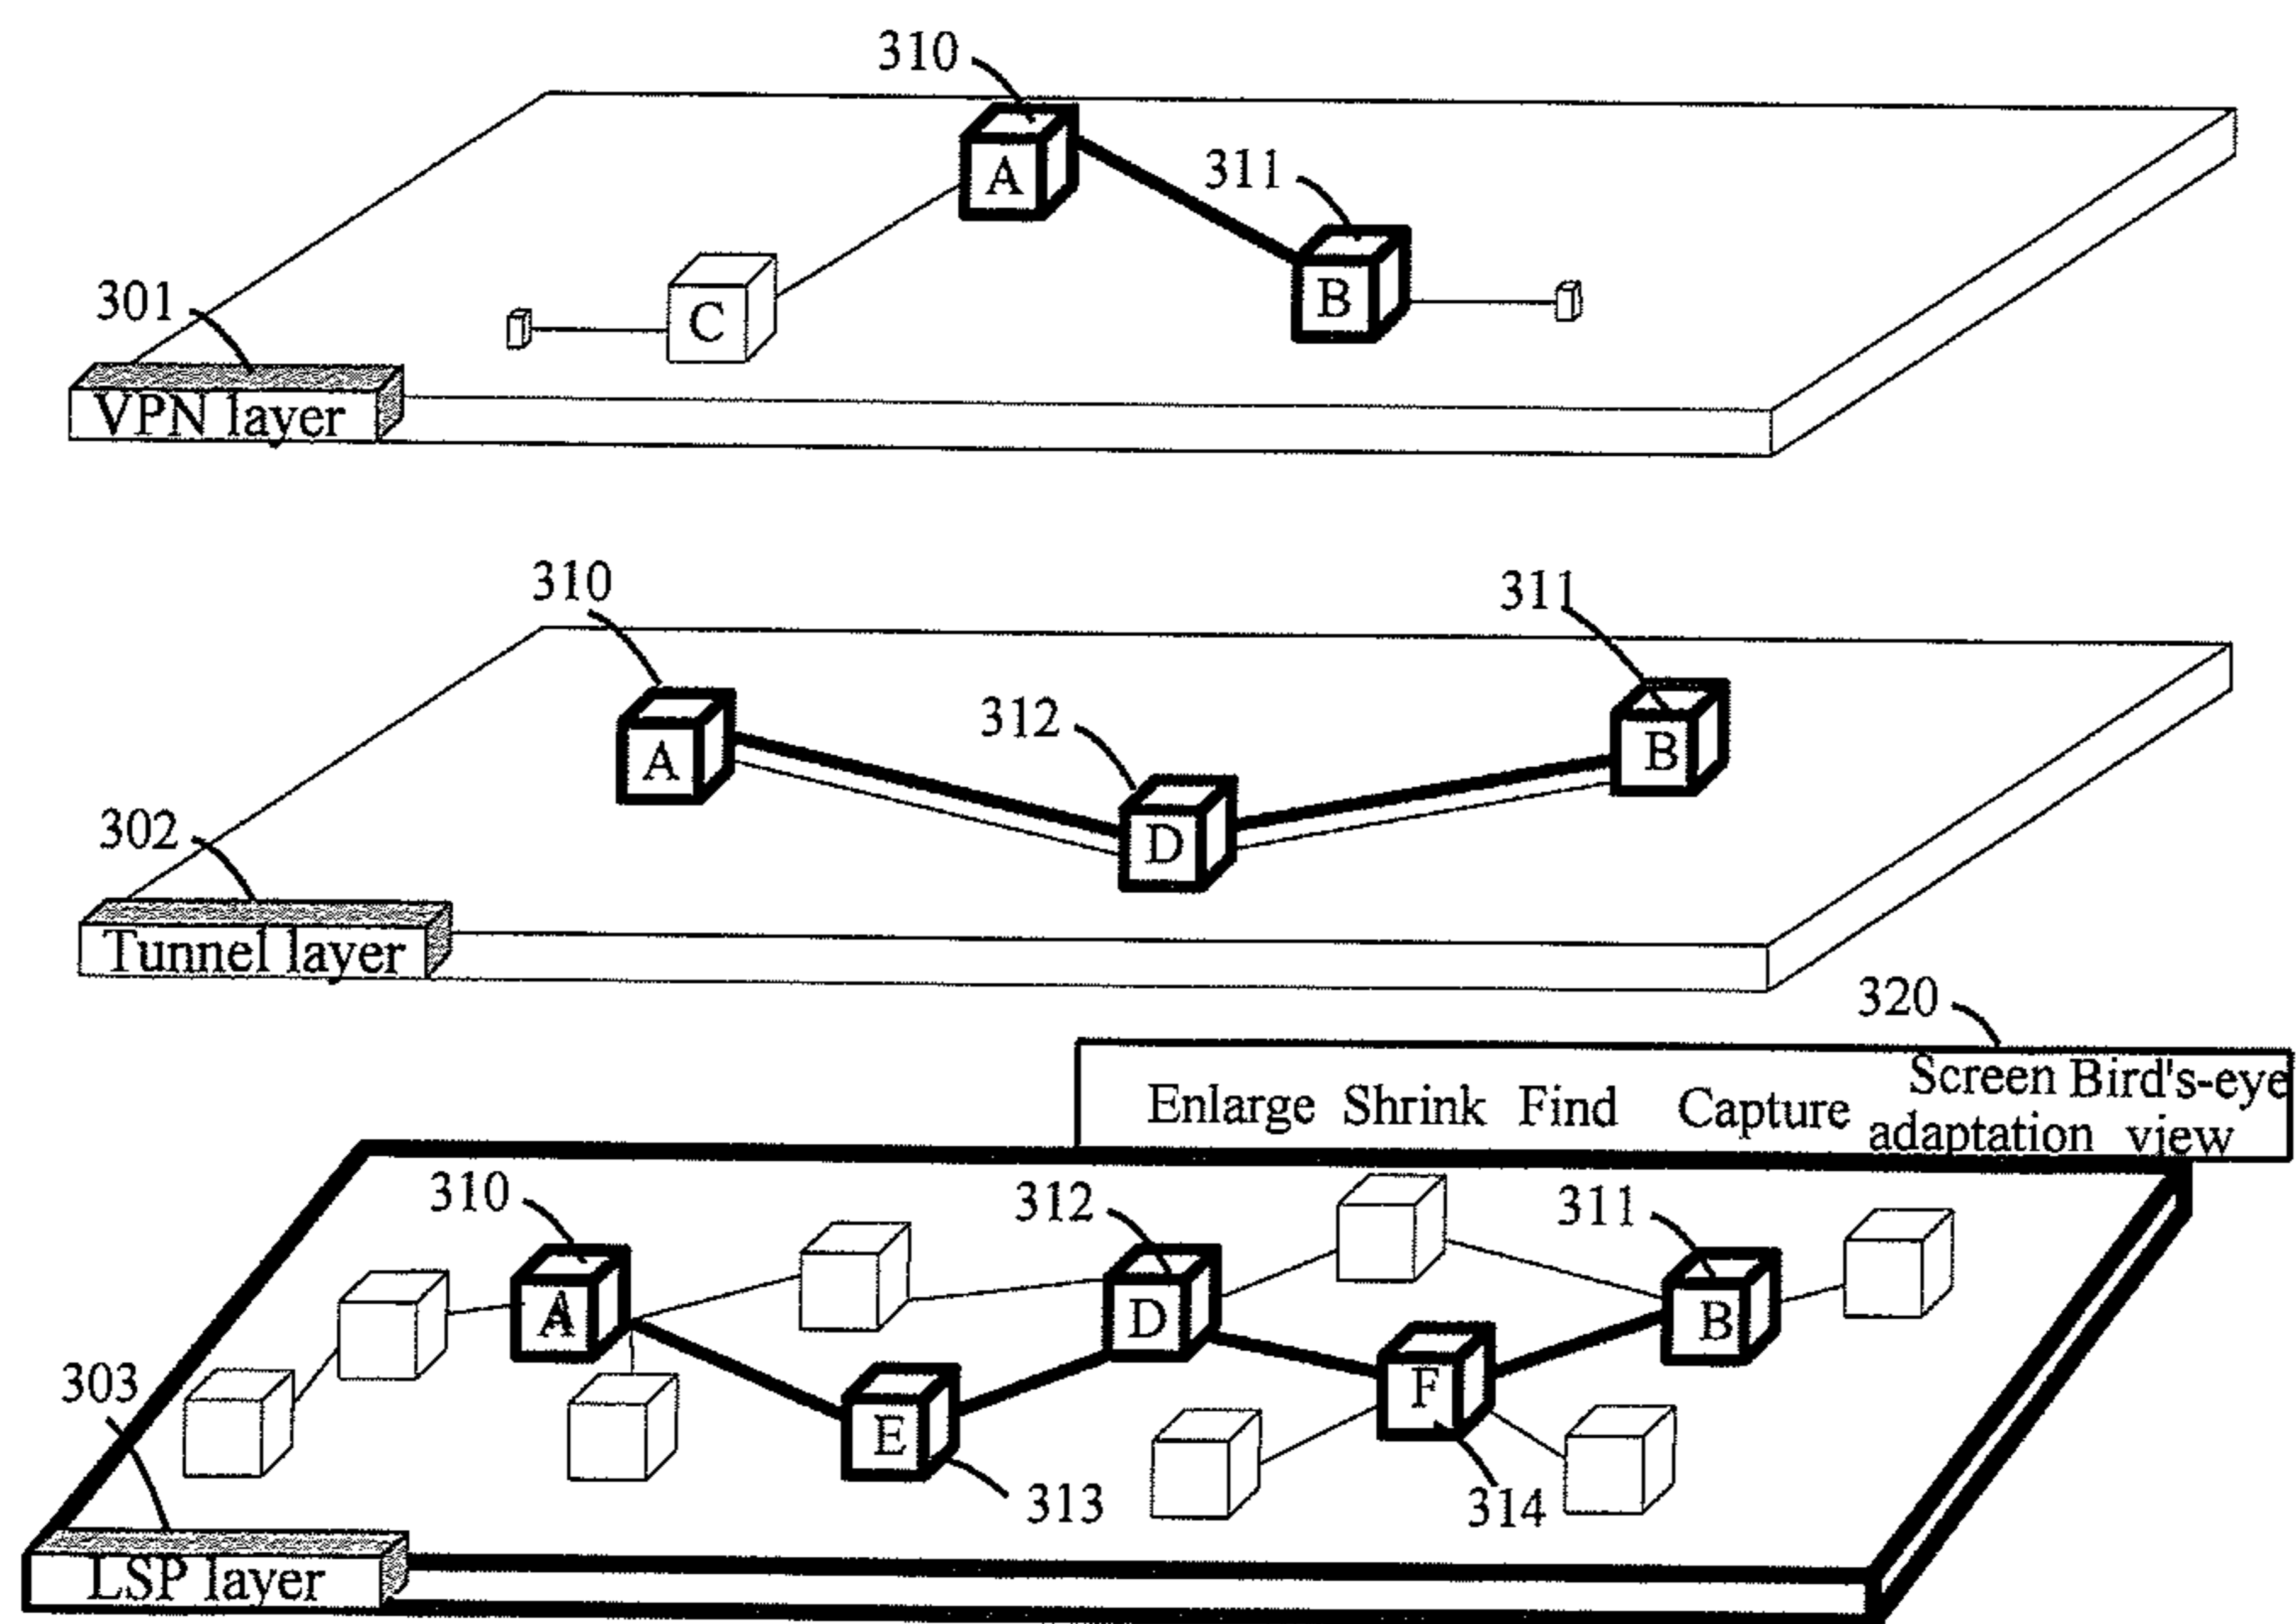 310
A
311
B
301
C
VPN layer
310
311
312
A
B
D
302
Tunnel layer
320
Enlarge Shrink Find Capture Screen adaptation Bird's-eye view
310
312
311
A
D
B
303
E
F
313
314
LSP layer